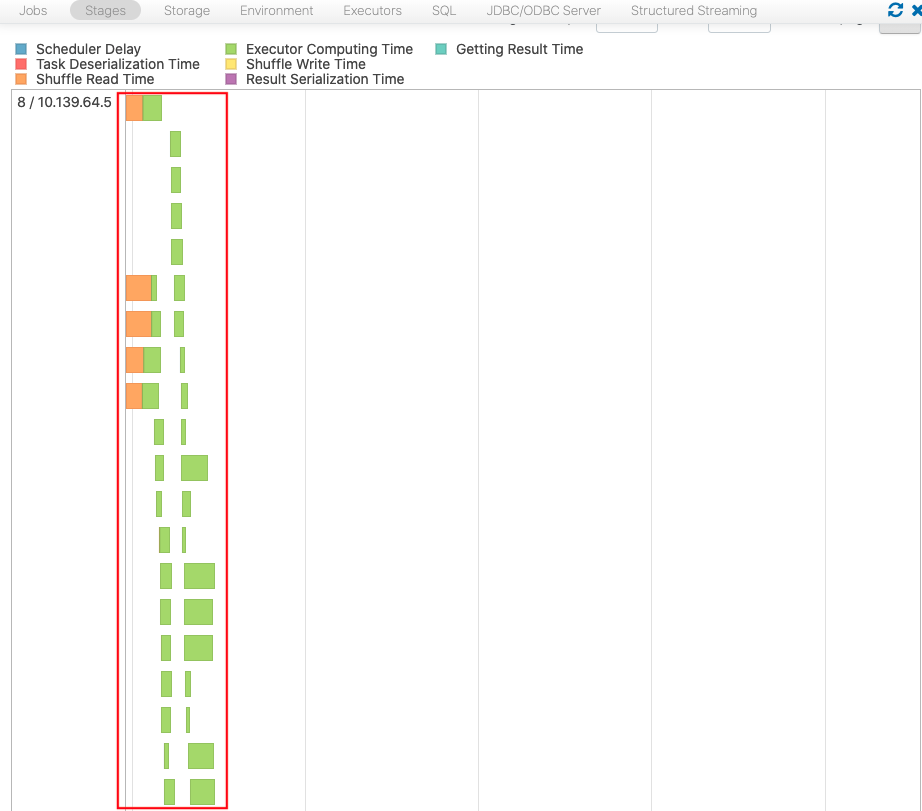 Jobs Stages Storage Environment Executors SQL JDBC/ODBC Server Structured Streaming
Scheduler Delay Executor Computing Time Getting Result Time
Task Deserialization Time Shuffle Write Time
Shuffle Read Time Result Serialization Time
8 / 10.139.64.5